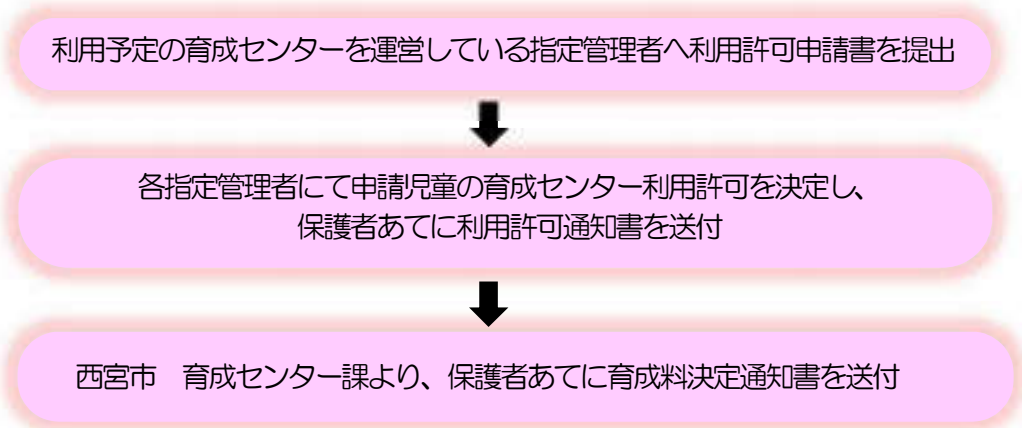 利用予定の育成センターを運営している指定管理者へ利用許可申請書を提出
各指定管理者にて申請児童の育成センター利用許可を決定し、
保護者あてに利用許可通知書を送付
西宮市　育成センター課より、保護者あてに育成料決定通知書を送付